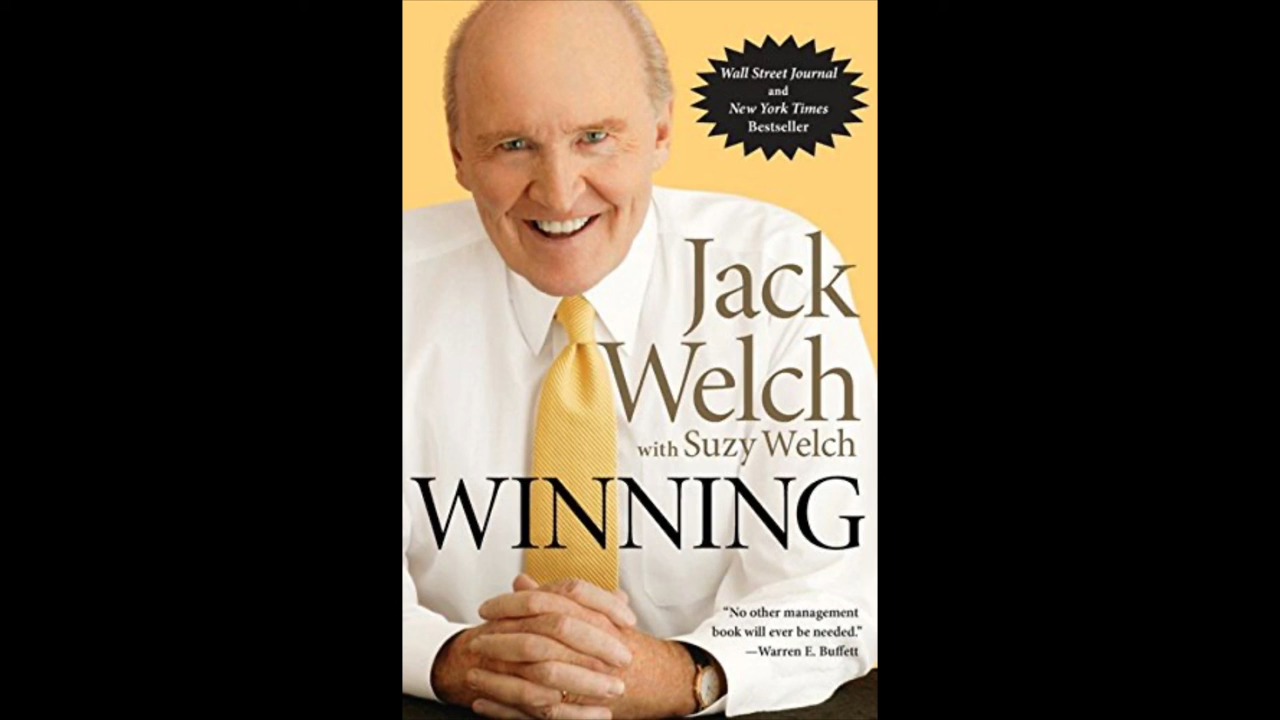 Wall Street Journal
and
New York Times
Bestseller
Jack
Welch
with Suzy Welch
WINNING
“No other management
book will ever be needed.”
—Warren E. Buffett